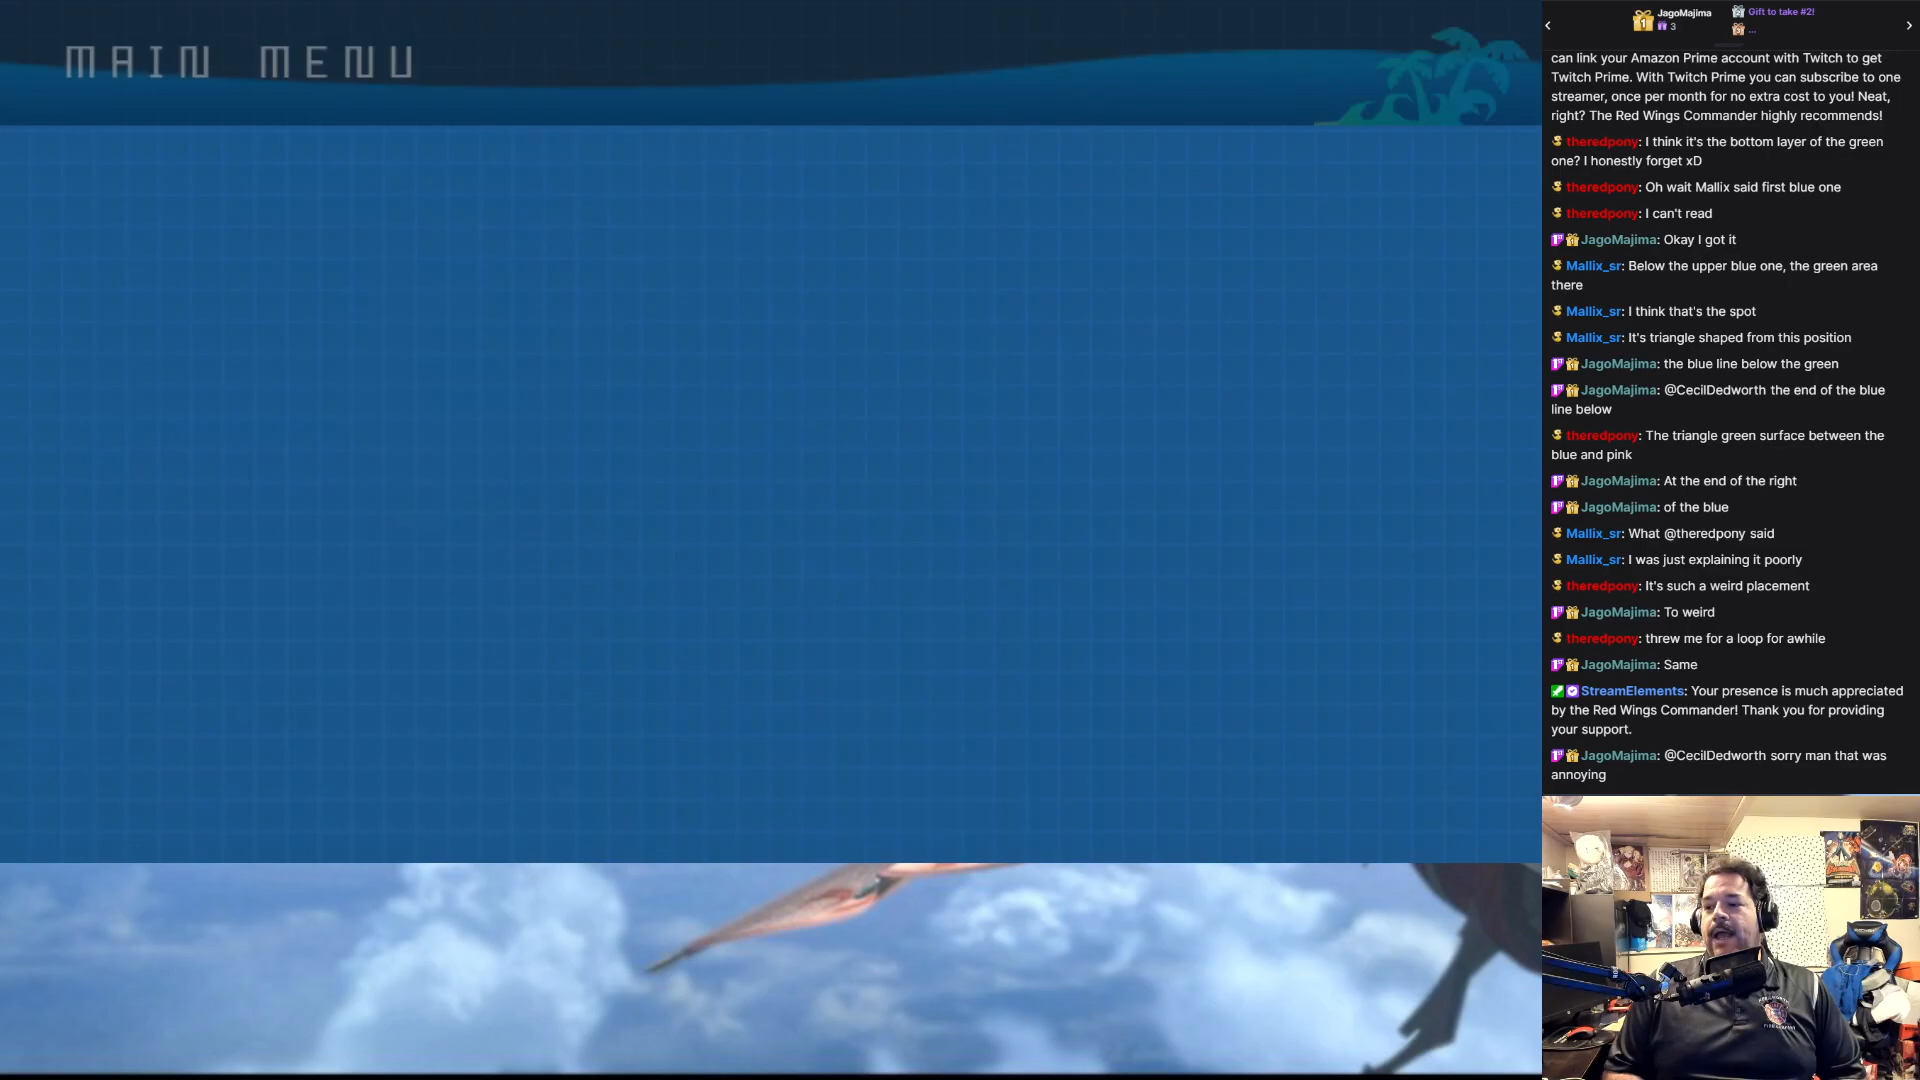 MAIN MENU
JagoMajima
3
Gift to take #2!
...
can link your Amazon Prime account with Twitch to get
Twitch Prime. With Twitch Prime you can subscribe to one
streamer, once per month for no extra cost to you! Neat,
right? The Red Wings Commander highly recommends!
theredpony: I think it's the bottom layer of the green
one? I honestly forget xD
theredpony: Oh wait Mallix said first blue one
theredpony: I can't read
JagoMajima: Okay I got it
Mallix_sr: Below the upper blue one, the green area
there
Mallix_sr: I think that's the spot
Mallix_sr: It's triangle shaped from this position
JagoMajima: the blue line below the green
JagoMajima: @CecilDedworth the end of the blue
line below
theredpony: The triangle green surface between the
blue and pink
JagoMajima: At the end of the right
JagoMajima: of the blue
Mallix_sr: What @theredpony said
Mallix_sr: I was just explaining it poorly
theredpony: It's such a weird placement
JagoMajima: To weird
theredpony: threw me for a loop for awhile
JagoMajima: Same
StreamElements: Your presence is much appreciated
by the Red Wings Commander! Thank you for providing
your support.
JagoMajima: @CecilDedworth sorry man that was
annoying